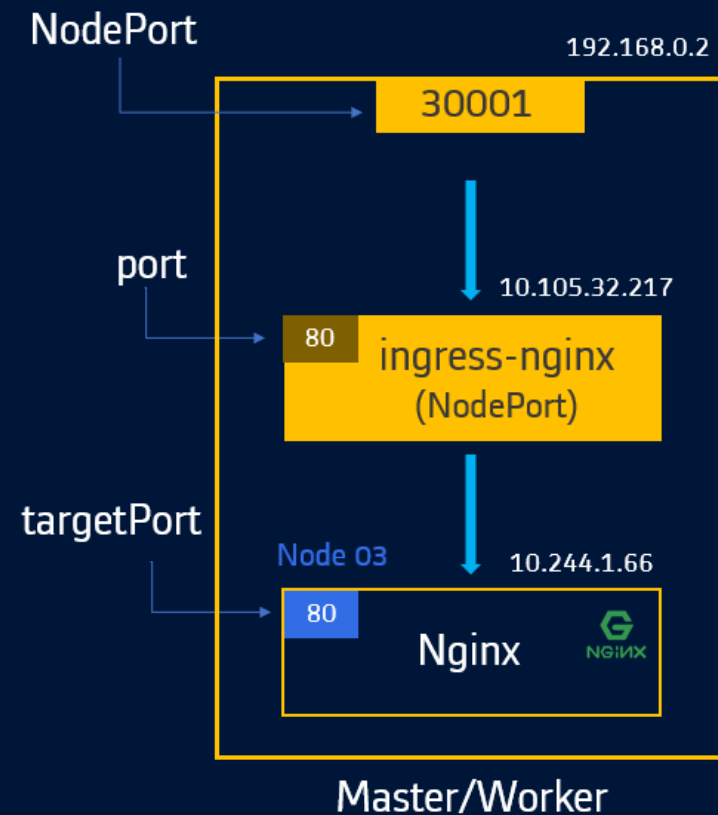 NodePort
192.168.0.2
30001
port
10.105.32.217
80
ingress-nginx
(NodePort)
targetPort
Node 03
10.244.1.66
80
Nginx
G
NGiNX
Master/Worker